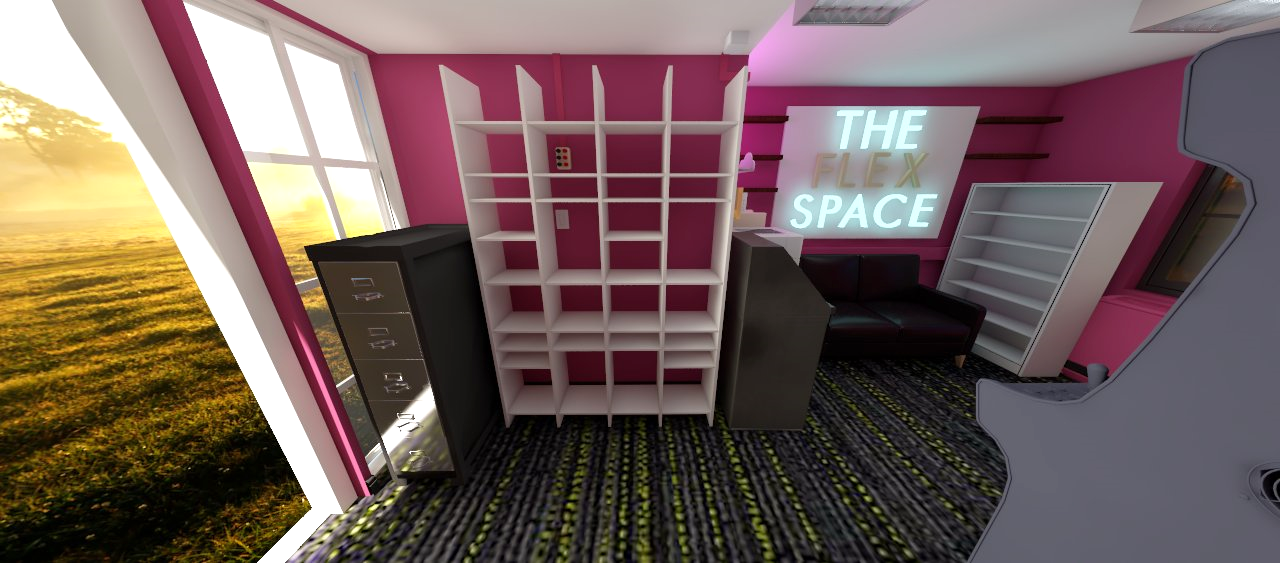 THE
FLEX
SPACE